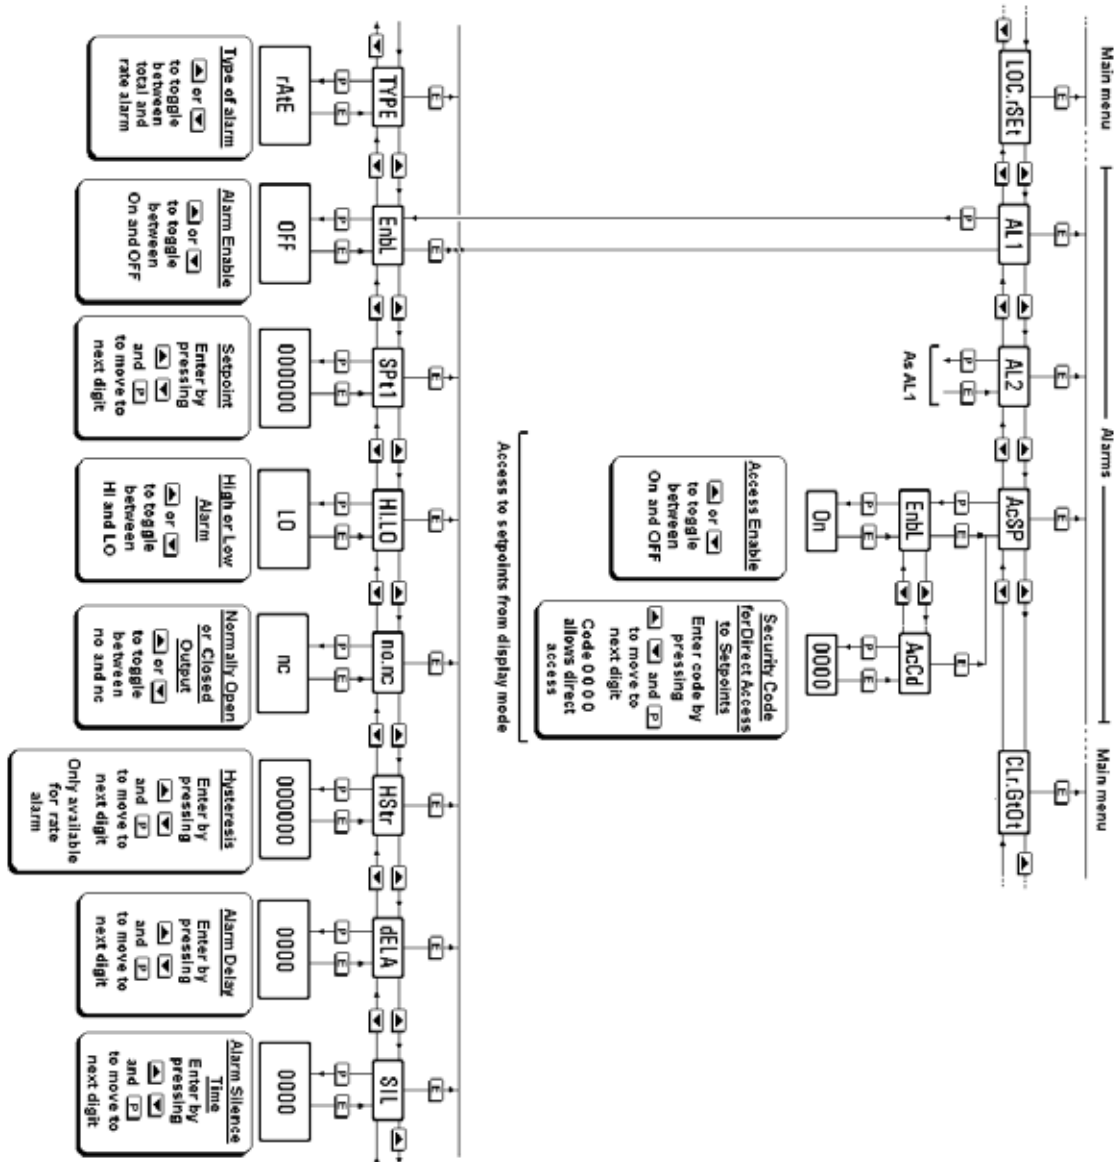 Main menu
Alarms
Main menu
E E E E E
LOC.rSEt AL1 AL2 AcSP CLr.GtOt
P P E P E E
As AL1
EnbL AcCd
P E P E
On 0000
Access Enable
▲ or ▼
to toggle
between
On and OFF
Security Code
for Direct Access
to Setpoints
Enter code by
pressing
▲ ▼ and P
to move to
next digit
Code 0 0 0 0
allows direct
access
Access to setpoints from display mode
E E E E E E E E
TYPE EnbL SPt1 HI.LO no.nc HStr dELA SIL
P E P E P E P E P E P E P E P E
rAtE OFF 000000 LO nc 000000 0000 0000
Type of alarm
▲ or ▼
to toggle
between
total and
rate alarm
Alarm Enable
▲ or ▼
to toggle
between
On and OFF
Setpoint
Enter by
pressing
▲ ▼
and P
to move to
next digit
High or Low
Alarm
▲ or ▼
to toggle
between
HI and LO
Normally Open
or Closed
Output
▲ or ▼
to toggle
between
no and nc
Hysteresis
Enter by
pressing
▲ ▼
and P
to move to
next digit
Only available
for rate
alarm
Alarm Delay
Enter by
pressing
▲ ▼
and P
to move to
next digit
Alarm Silence
Time
Enter by
pressing
▲ ▼
and P
to move to
next digit